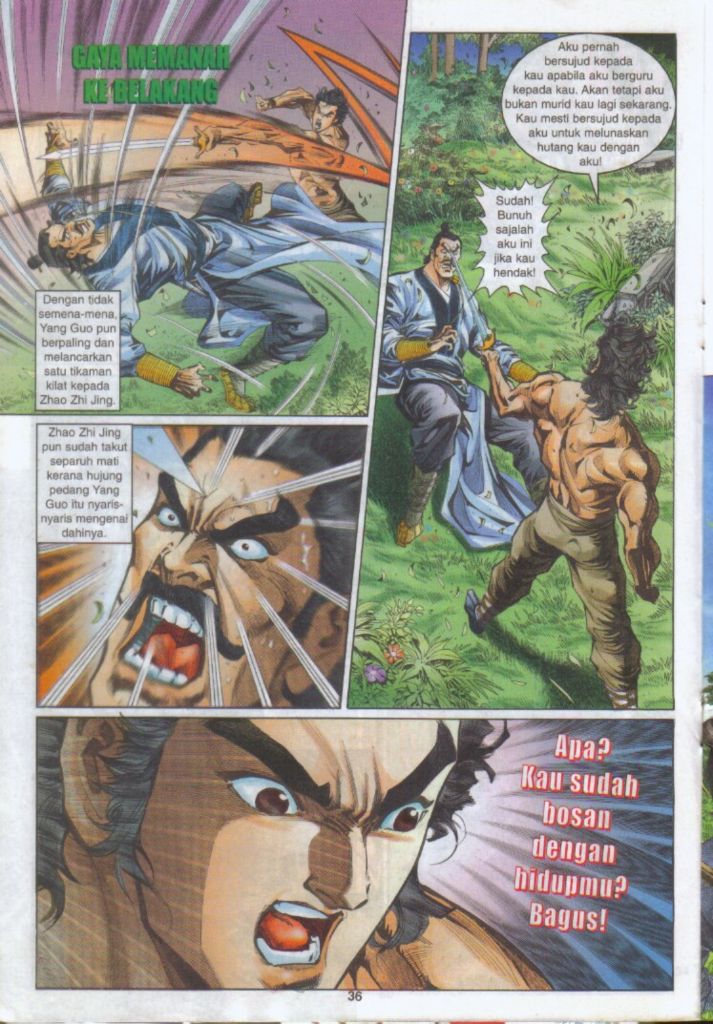 GAYA MEMANAH
KE BELAKANG
Dengan tidak
semena-mena,
Yang Guo pun
berpaling dan
melancarkan
satu tikaman
kilat kepada
Zhao Zhi Jing.
Aku pernah
bersujud kepada
kau apabila aku berguru
kepada kau. Akan tetapi aku
bukan murid kau lagi sekarang.
Kau mesti bersujud kepada
aku untuk melunaskan
hutang kau dengan
aku!
Sudah!
Bunuh
sajalah
aku ini
jika kau
hendak!
Zhao Zhi Jing
pun sudah takut
separuh mati
kerana hujung
pedang Yang
Guo itu nyaris-
nyaris mengenai
dahinya.
Apa?
Kau sudah
bosan
dengan
hidupmu?
Bagus!
36